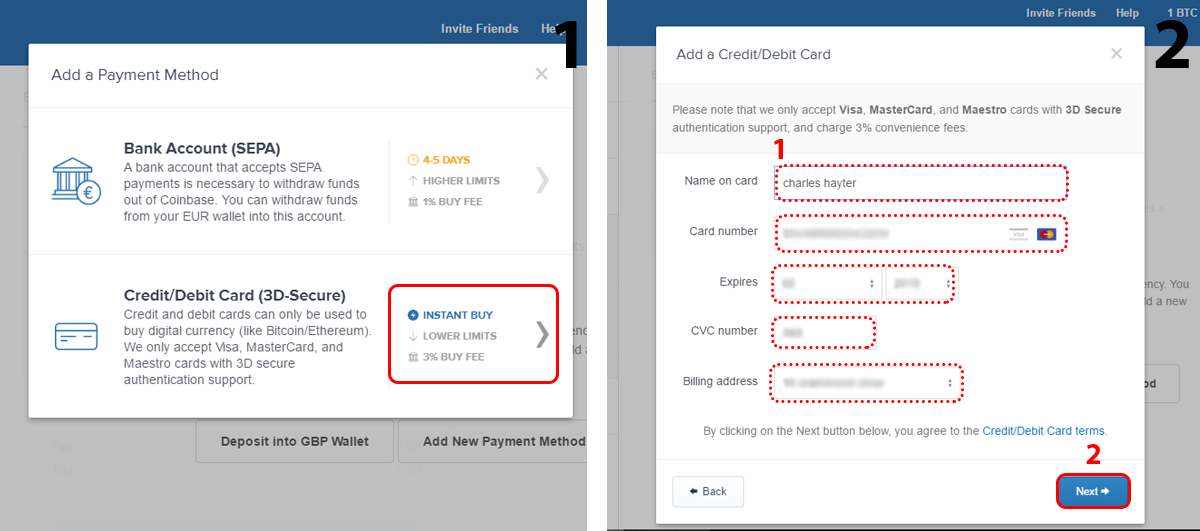 Invite Friends Help
1
Add a Payment Method
Bank Account (SEPA)
A bank account that accepts SEPA
payments is necessary to withdraw funds
out of Coinbase. You can withdraw funds
from your EUR wallet into this account.
4-5 DAYS
HIGHER LIMITS
1% BUY FEE
Credit/Debit Card (3D-Secure)
Credit and debit cards can only be used to
buy digital currency (like Bitcoin/Ethereum).
We only accept Visa, MasterCard, and
Maestro cards with 3D secure
authentication support.
INSTANT BUY
LOWER LIMITS
3% BUY FEE
Deposit into GBP Wallet
Add New Payment Method
Invite Friends Help 1 BTC
2
Add a Credit/Debit Card
Please note that we only accept Visa, MasterCard, and Maestro cards with 3D Secure
authentication support, and charge 3% convenience fees.
1
Name on card
charles hayter
Card number
VISA
Expires
CVC number
Billing address
By clicking on the Next button below, you agree to the Credit/Debit Card terms.
2
Back
Next
ncy. You
d a new
od